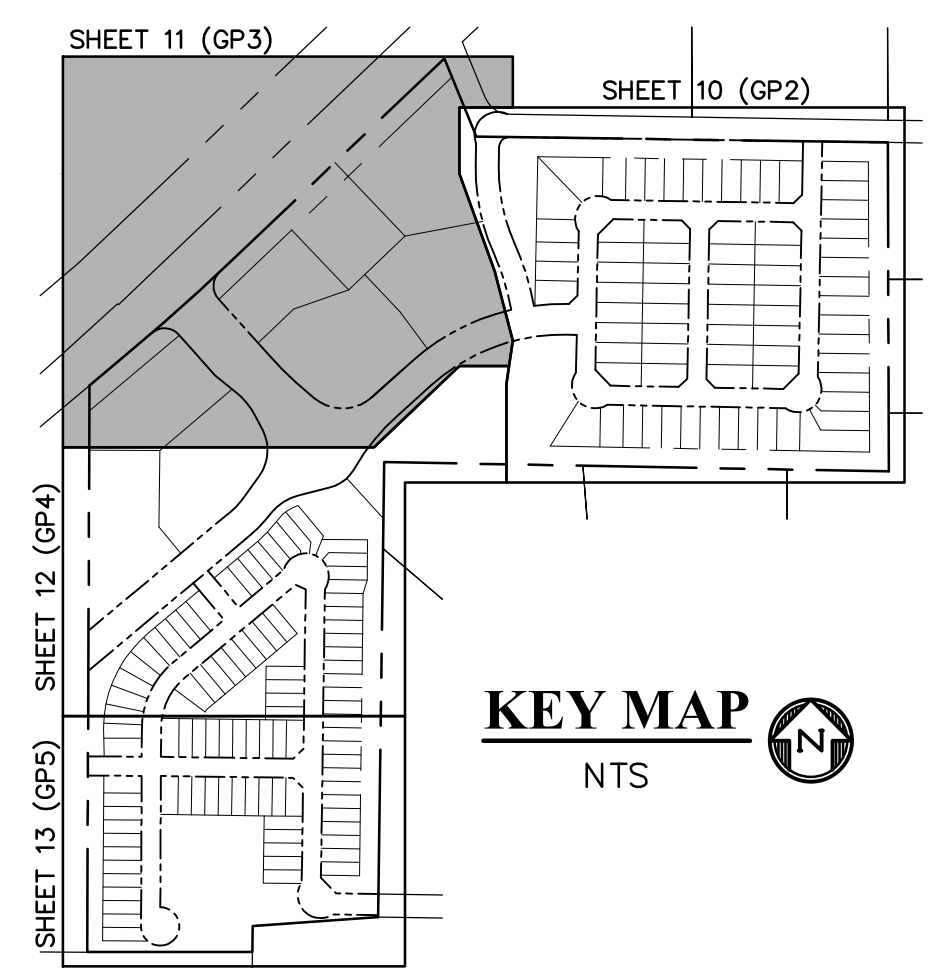 SHEET 11 (GP3)
SHEET 10 (GP2)
SHEET 12 (GP4)
KEY MAP
N
NTS
SHEET 13 (GP5)